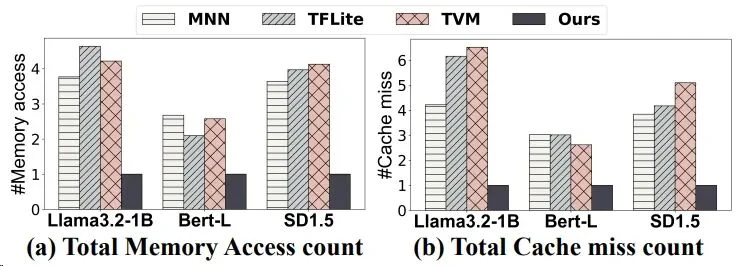 MNN TFLite TVM Ours
#Memory access
4
3
2
1
0
Llama3.2-1B Bert-L SD1.5
(a) Total Memory Access count
#Cache miss
6
5
4
3
2
1
0
Llama3.2-1B Bert-L SD1.5
(b) Total Cache miss count